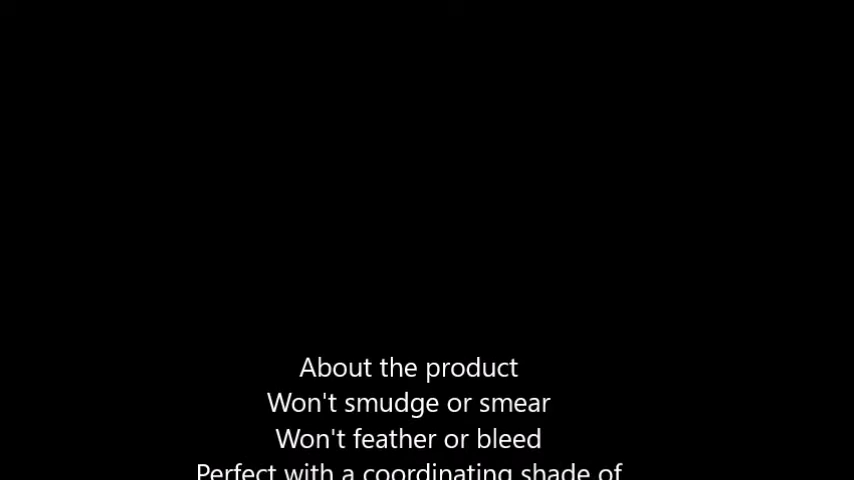 About the product
Won't smudge or smear
Won't feather or bleed
Perfect with a coordinating shade of